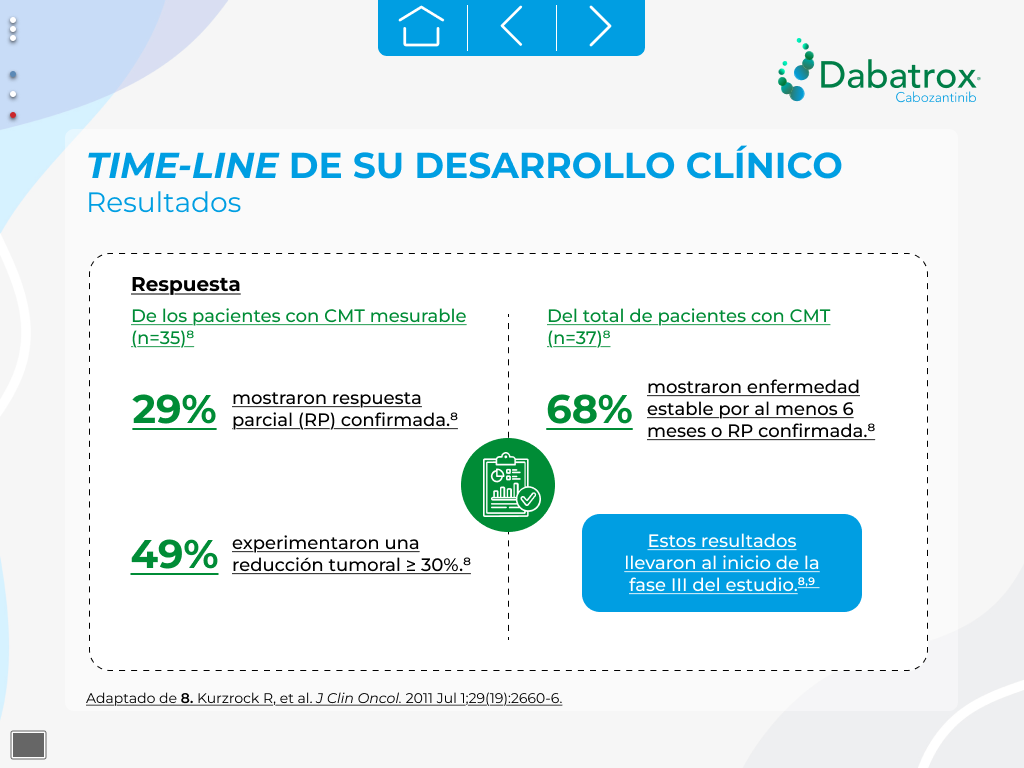 Dabatrox
Cabozantinib
TIME-LINE DE SU DESARROLLO CLÍNICO
Resultados
Respuesta
De los pacientes con CMT mesurable
(n=35)⁸
29%
mostraron respuesta
parcial (RP) confirmada.⁸
49%
experimentaron una
reducción tumoral ≥ 30%.⁸
Del total de pacientes con CMT
(n=37)⁸
68%
mostraron enfermedad
estable por al menos 6
meses o RP confirmada.⁸
Estos resultados
llevaron al inicio de la
fase III del estudio.⁸,⁹
Adaptado de 8. Kurzrock R, et al. J Clin Oncol. 2011 Jul 1;29(19):2660-6.